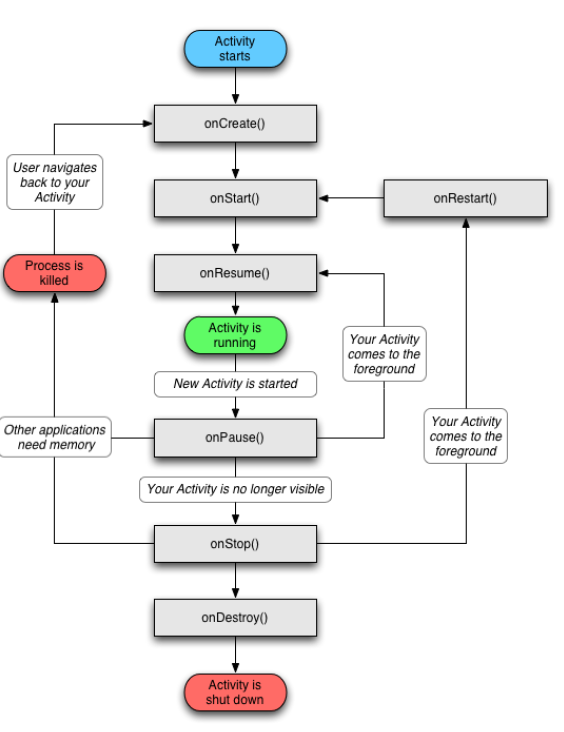 Activity
starts
onCreate()
User navigates
back to your
Activity
onStart()
onRestart()
Process is
killed
onResume()
Activity is
running
Your Activity
comes to the
foreground
New Activity is started
Other applications
need memory
onPause()
Your Activity
comes to the
foreground
Your Activity is no longer visible
onStop()
onDestroy()
Activity is
shut down